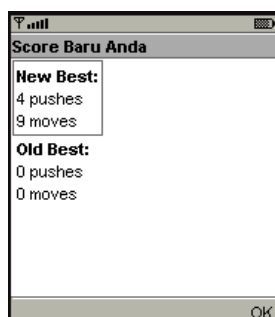 Score Baru Anda
New Best:
4 pushes
9 moves
Old Best:
0 pushes
0 moves
OK